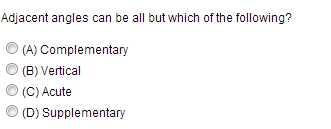 Adjacent angles can be all but which of the following?
(A) Complementary
(B) Vertical
(C) Acute
(D) Supplementary